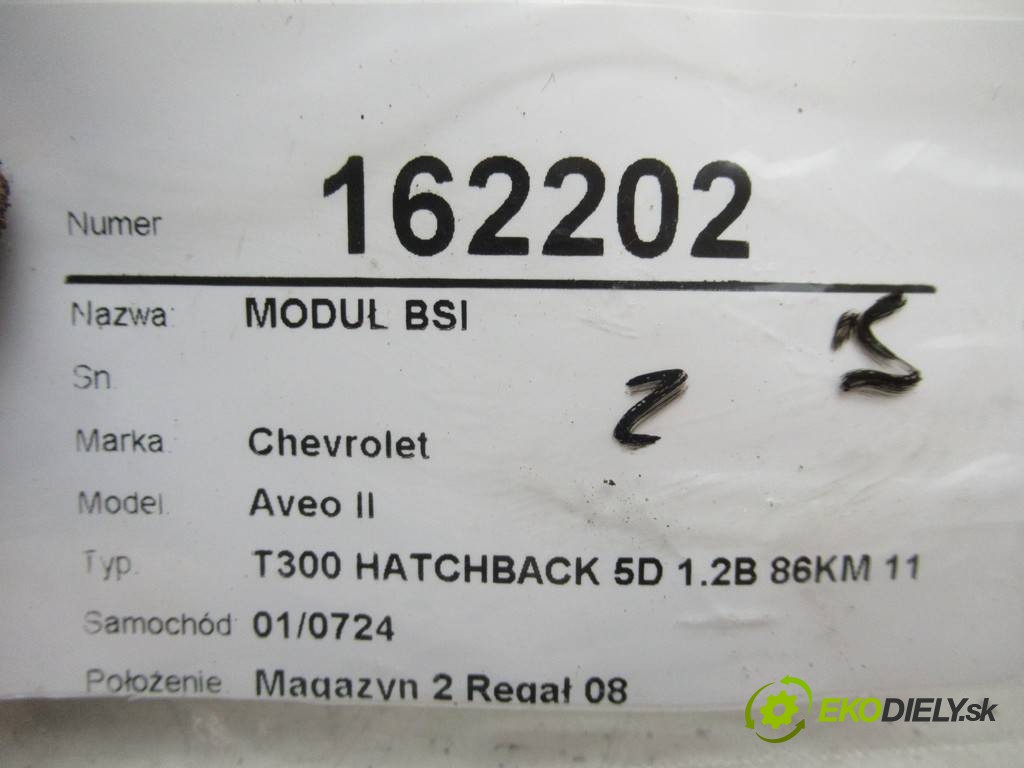 Numer 162202
Nazwa: MODUŁ BSI
Sn.
Marka. Chevrolet
Model. Aveo II
Typ. T300 HATCHBACK 5D 1.2B 86KM 11
Samochód: 01/0724
Położenie. Magazyn 2 Regał 08
EKODIELY.sk